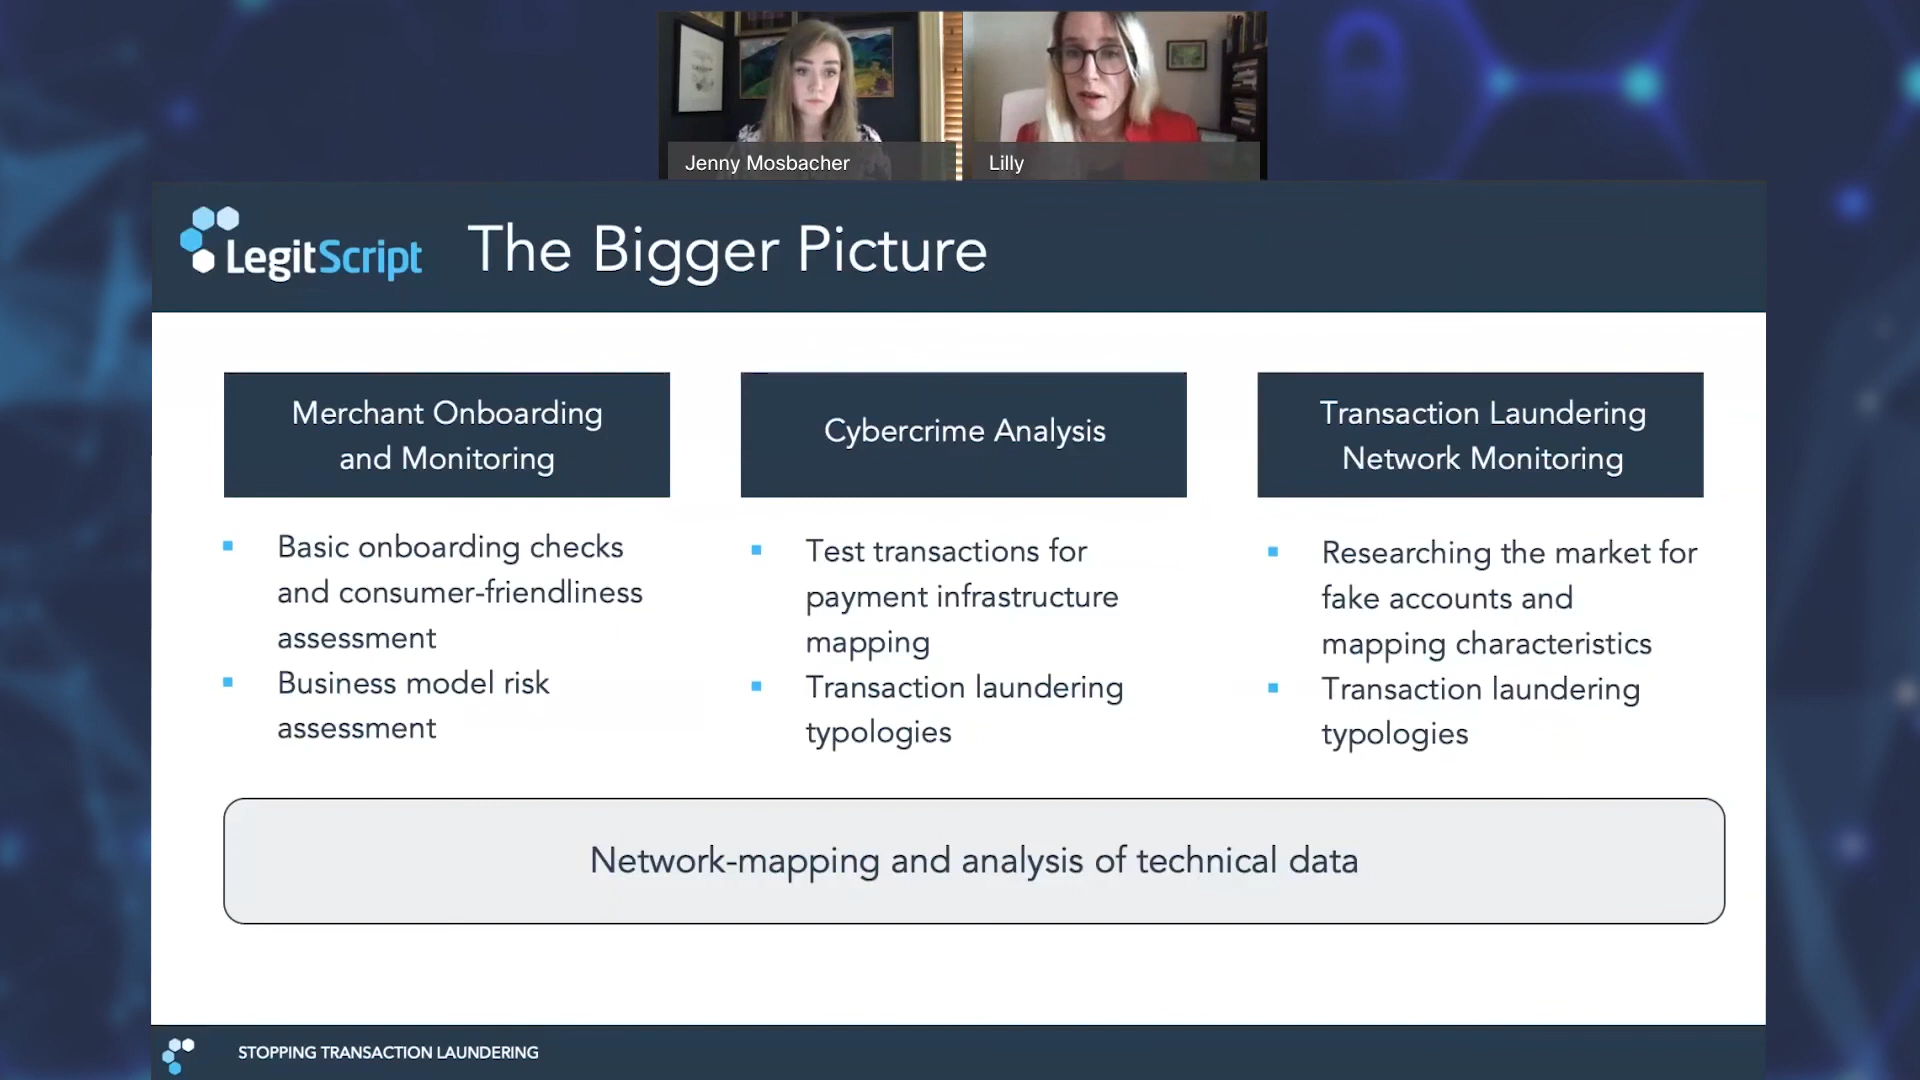 Jenny Mosbacher
Lilly
LegitScript
The Bigger Picture
Merchant Onboarding
and Monitoring
Basic onboarding checks
and consumer-friendliness
assessment
Business model risk
assessment
Cybercrime Analysis
Test transactions for
payment infrastructure
mapping
Transaction laundering
typologies
Transaction Laundering
Network Monitoring
Researching the market for
fake accounts and
mapping characteristics
Transaction laundering
typologies
Network-mapping and analysis of technical data
STOPPING TRANSACTION LAUNDERING